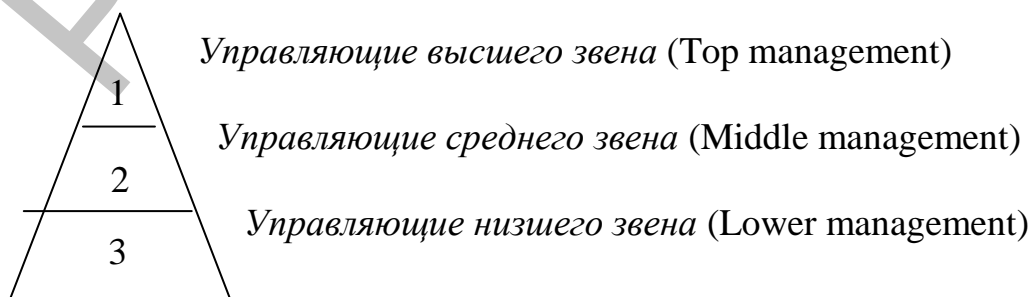 Управляющие высшего звена (Top management)
1
Управляющие среднего звена (Middle management)
2
Управляющие низшего звена (Lower management)
3